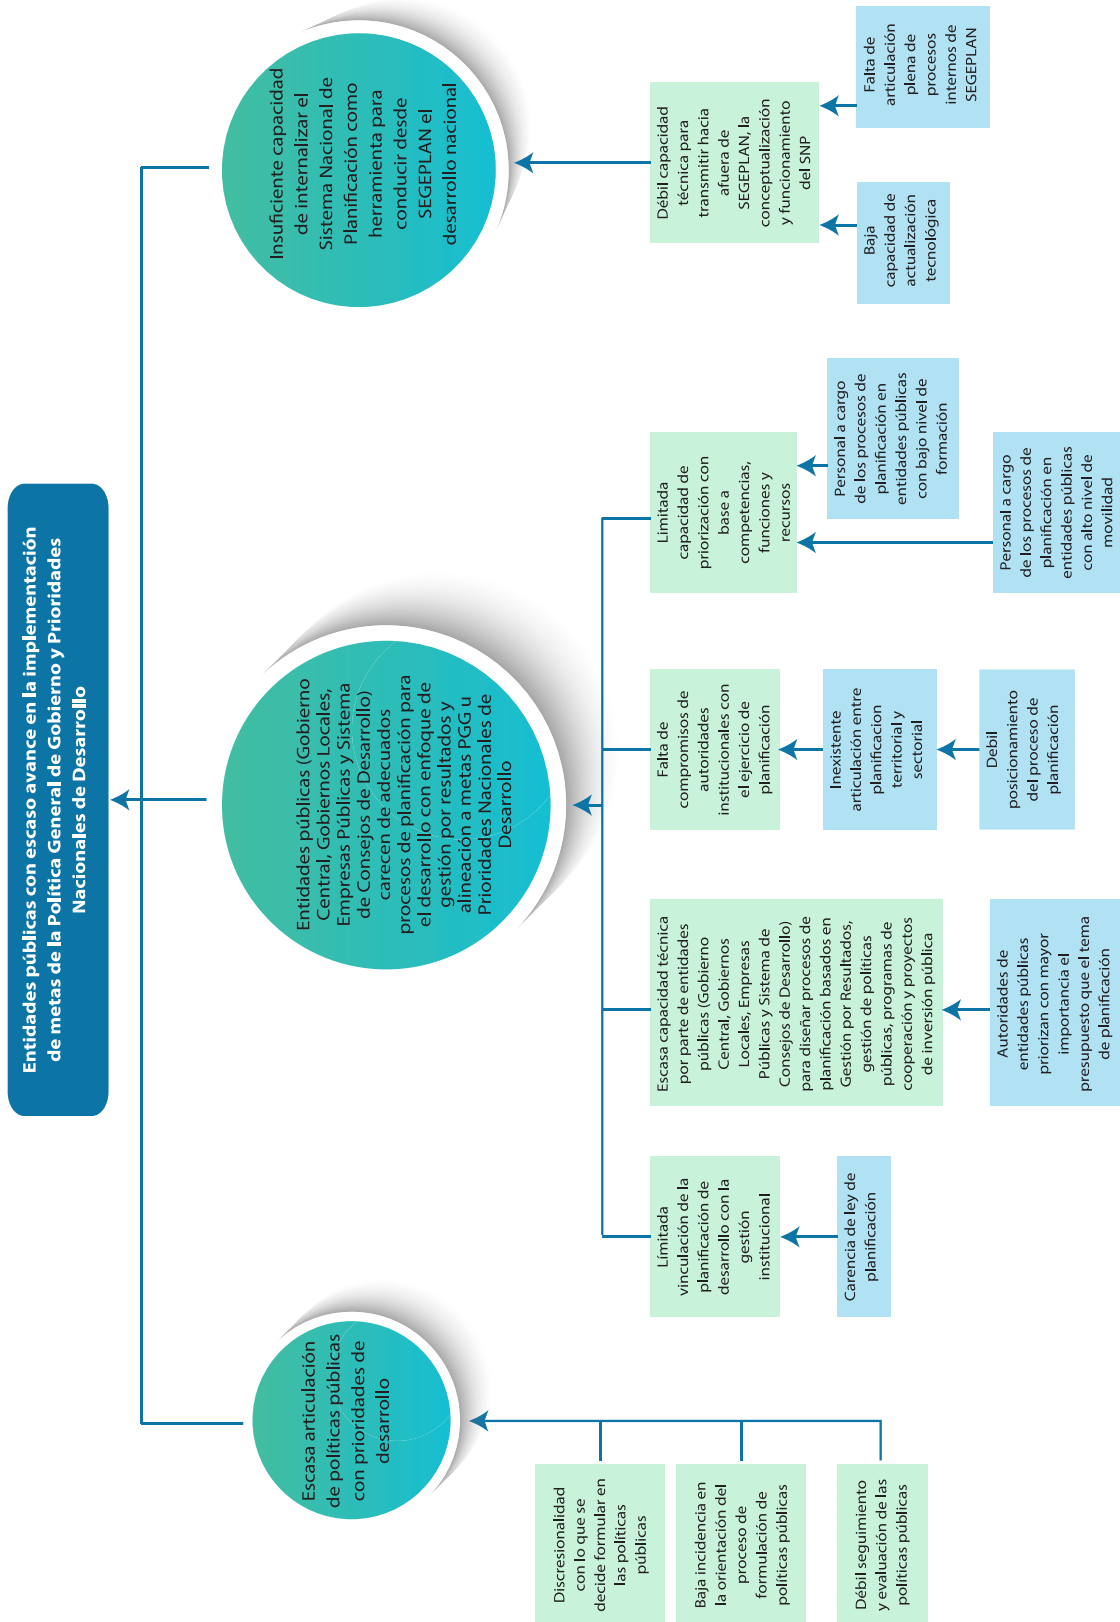 Entidades públicas con escaso avance en la implementación
de metas de la Política General de Gobierno y Prioridades
Nacionales de Desarrollo
Escasa articulación
de políticas públicas
con prioridades de
desarrollo
Entidades públicas (Gobierno
Central, Gobiernos Locales,
Empresas Públicas y Sistema
de Consejos de Desarrollo)
carecen de adecuados
procesos de planificación para
el desarrollo con enfoque de
gestión por resultados y
alineación a metas PGG u
Prioridades Nacionales de
Desarrollo
Insuficiente capacidad
de internalizar el
Sistema Nacional de
Planificación como
herramienta para
conducir desde
SEGEPLAN el
desarrollo nacional
Discresionalidad
con lo que se
decide formular en
las políticas
públicas
Baja incidencia en
la orientación del
proceso de
formulación de
políticas públicas
Débil seguimiento
y evaluación de las
políticas públicas
Límitada
vinculación de la
planificación de
desarrollo con la
gestión
institucional
Carencia de ley de
planificación
Escasa capacidad técnica
por parte de entidades
públicas (Gobierno
Central, Gobiernos
Locales, Empresas
Públicas y Sistema de
Consejos de Desarrollo)
para diseñar procesos de
planificación basados en
Gestión por Resultados,
gestión de políticas
públicas, programas de
cooperación y proyectos
de inversión pública
Autoridades de
entidades públicas
priorizan con mayor
importancia el
presupuesto que el tema
de planificación
Falta de
compromisos de
autoridades
institucionales con
el ejercicio de
planificación
Inexistente
articulación entre
planificacion
territorial y
sectorial
Debil
posicionamiento
del proceso de
planificación
Limitada
capacidad de
priorización con
base a
competencias,
funciones y
recursos
Personal a cargo
de los procesos de
planificación en
entidades públicas
con bajo nivel de
formación
Personal a cargo
de los procesos de
planificación en
entidades públicas
con alto nivel de
movilidad
Débil capacidad
técnica para
transmitir hacia
afuera de
SEGEPLAN, la
conceptualización
y funcionamiento
del SNP
Baja
capacidad de
actualización
tecnológica
Falta de
articulación
plena de
procesos
internos de
SEGEPLAN